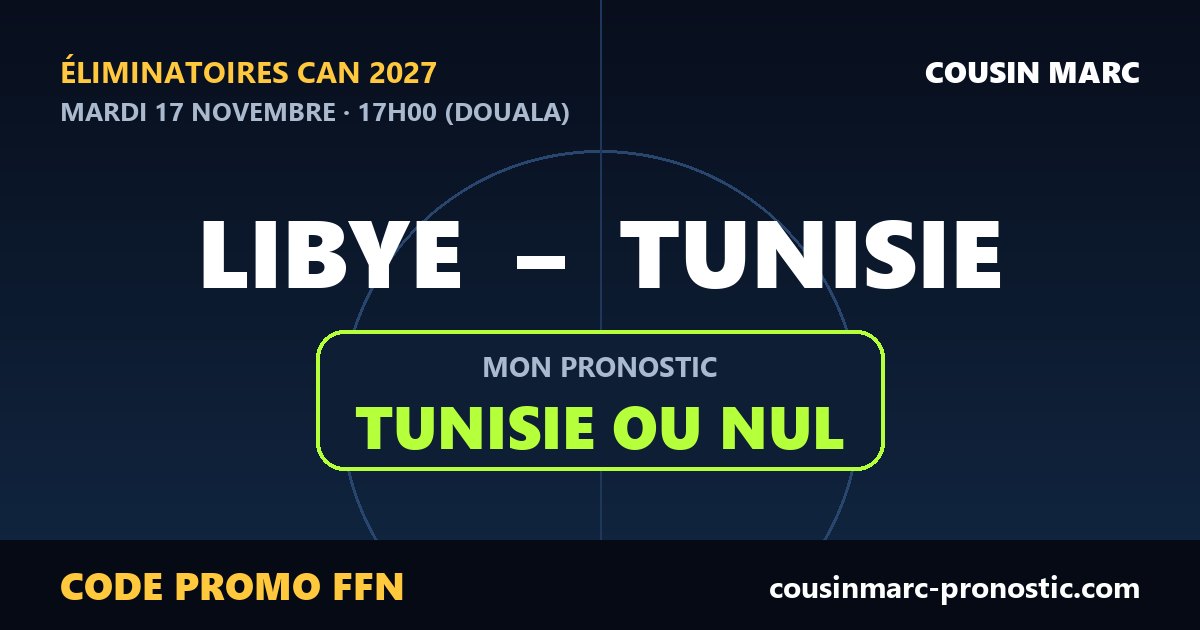 ÉLIMINATOIRES CAN 2027
COUSIN MARC
MARDI 17 NOVEMBRE · 17H00 (DOUALA)
LIBYE – TUNISIE
MON PRONOSTIC
TUNISIE OU NUL
CODE PROMO FFN
cousinmarc-pronostic.com